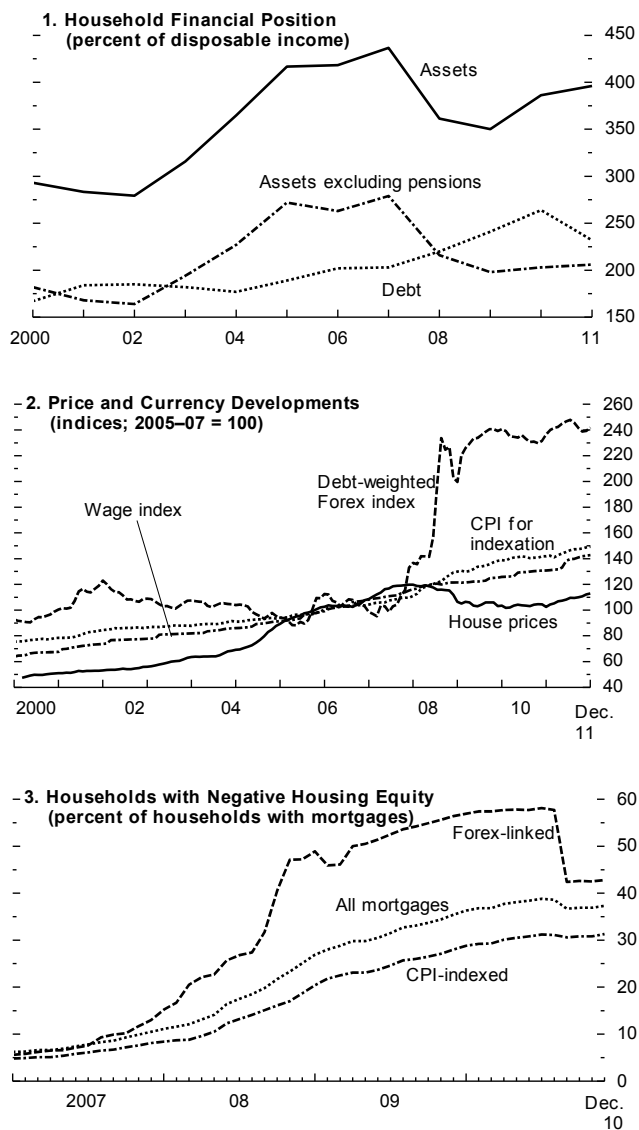 1. Household Financial Position
(percent of disposable income)
450
400
350
300
250
200
150
Assets
Assets excluding pensions
Debt
2000 02 04 06 08 11
2. Price and Currency Developments
(indices; 2005–07 = 100)
260
240
220
200
180
160
140
120
100
80
60
40
Debt-weighted
Forex index
Wage index
CPI for
indexation
House prices
2000 02 04 06 08 10 Dec.
11
3. Households with Negative Housing Equity
(percent of households with mortgages)
60
50
40
30
20
10
0
Forex-linked
All mortgages
CPI-indexed
2007 08 09 Dec.
10